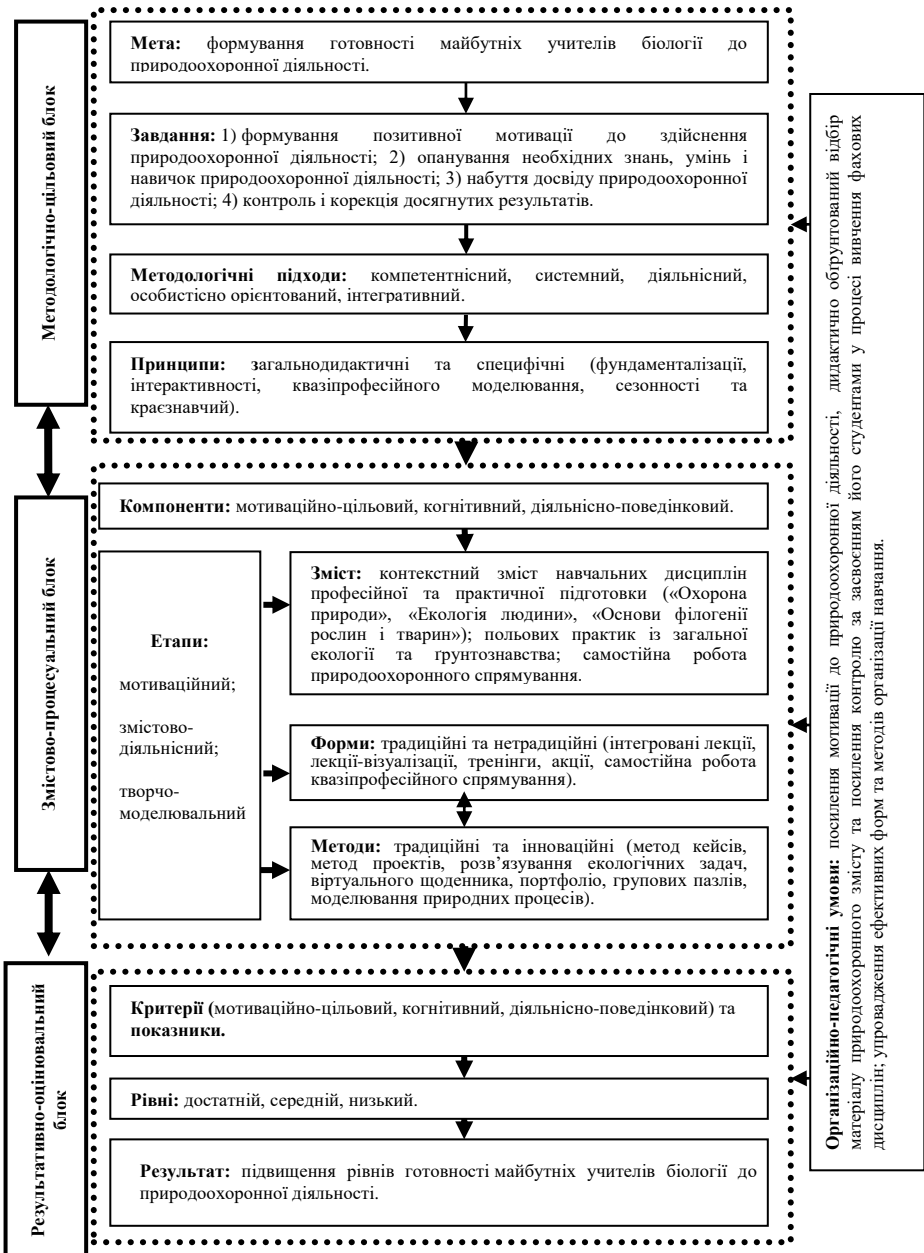 Методологічно-цільовий блок
Мета: формування готовності майбутніх учителів біології до
природоохоронної діяльності.
Завдання: 1) формування позитивної мотивації до здійснення
природоохоронної діяльності; 2) опанування необхідних знань, умінь і
навичок природоохоронної діяльності; 3) набуття досвіду природоохоронної
діяльності; 4) контроль і корекція досягнутих результатів.
Методологічні підходи: компетентнісний, системний, діяльнісний,
особистісно орієнтований, інтегративний.
Принципи: загальнодидактичні та специфічні (фундаменталізації,
інтерактивності, квазіпрофесійного моделювання, сезонності та
краєзнавчий).
Змістово-процесуальний блок
Компоненти: мотиваційно-цільовий, когнітивний, діяльнісно-поведінковий.
Етапи:
мотиваційний;
змістово-
діяльнісний;
творчо-
моделювальний
Зміст: контекстний зміст навчальних дисциплін
професійної та практичної підготовки («Охорона
природи», «Екологія людини», «Основи філогенії
рослин і тварин»); польових практик із загальної
екології та ґрунтознавства; самостійна робота
природоохоронного спрямування.
Форми: традиційні та нетрадиційні (інтегровані лекції,
лекції-візуалізації, тренінги, акції, самостійна робота
квазіпрофесійного спрямування).
Методи: традиційні та інноваційні (метод кейсів,
метод проектів, розв’язування екологічних задач,
віртуального щоденника, портфоліо, групових пазлів,
моделювання природних процесів).
Результативно-оцінювальний
блок
Критерії (мотиваційно-цільовий, когнітивний, діяльнісно-поведінковий) та
показники.
Рівні: достатній, середній, низький.
Результат: підвищення рівнів готовності майбутніх учителів біології до
природоохоронної діяльності.
Організаційно-педагогічні умови: посилення мотивації до природоохоронної діяльності, дидактично обґрунтований відбір
матеріалу природоохоронного змісту та посилення контролю за засвоєнням його студентами у процесі вивчення фахових
дисциплін; упровадження ефективних форм та методів організації навчання.